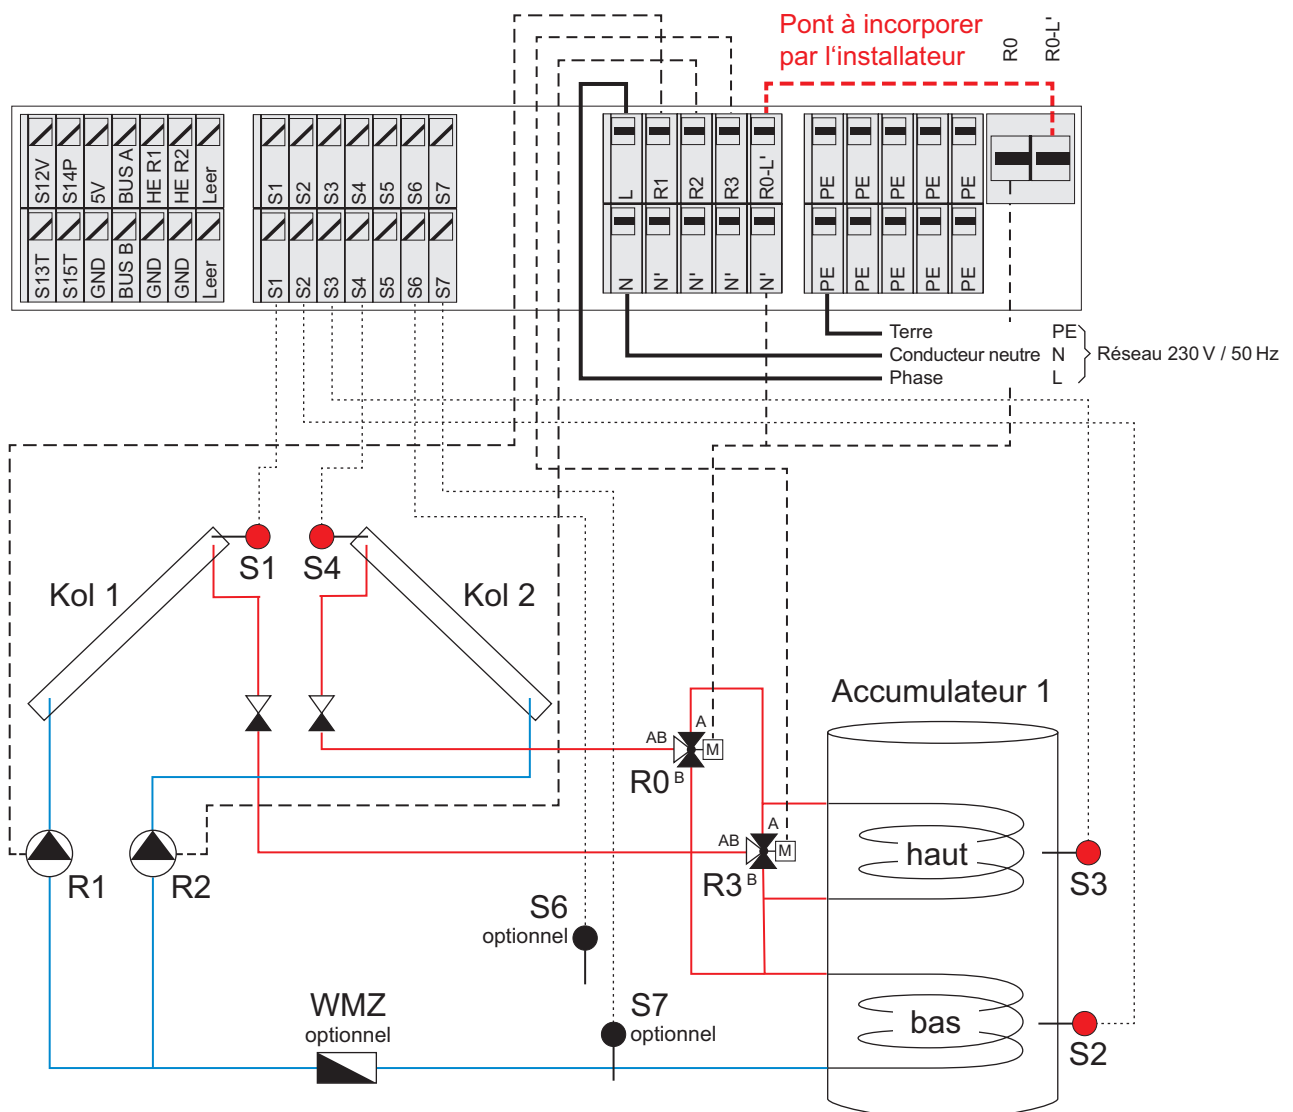 Pont à incorporer
par l‘installateur
R0
R0-L'
S12V
S14P
5V
BUS A
HE R1
HE R2
Leer
S1
S2
S3
S4
S5
S6
S7
L
R1
R2
R3
R0-L'
PE
PE
PE
PE
PE
S13T
S15T
GND
BUS B
GND
GND
Leer
S1
S2
S3
S4
S5
S6
S7
N
N'
N'
N'
N'
PE
PE
PE
PE
PE
Terre PE
Conducteur neutre N
Phase L
Réseau 230 V / 50 Hz
S1
S4
Kol 1
Kol 2
Accumulateur 1
A
AB
M
R0
B
A
AB
M
R3
B
haut
S3
R1
R2
S6
optionnel
WMZ
optionnel
S7
optionnel
bas
S2